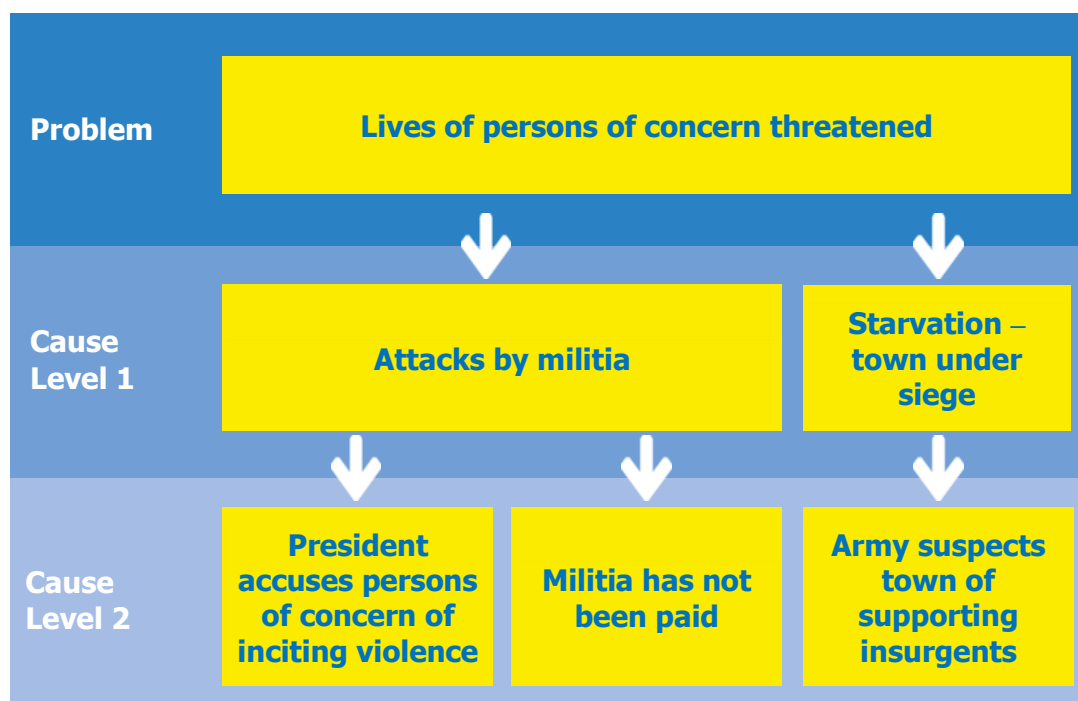 Problem
Lives of persons of concern threatened
Cause
Level 1
Attacks by militia
Starvation –
town under
siege
Cause
Level 2
President
accuses persons
of concern of
inciting violence
Militia has not
been paid
Army suspects
town of
supporting
insurgents